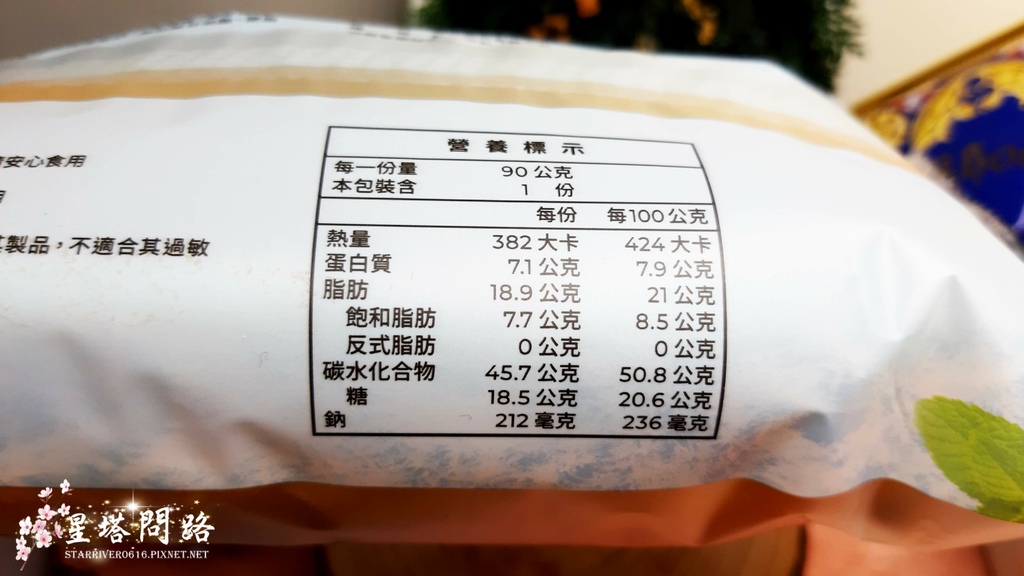 安心食用
製品，不適合其過敏
營養標示
每一份量 90 公克
本包裝含 1 份
每份 每100公克
熱量 382 大卡 424 大卡
蛋白質 7.1 公克 7.9 公克
脂肪 18.9 公克 21 公克
飽和脂肪 7.7 公克 8.5 公克
反式脂肪 0 公克 0 公克
碳水化合物 45.7 公克 50.8 公克
糖 18.5 公克 20.6 公克
鈉 212 毫克 236 毫克
星塔問路
STARRIVER0616.PIXNET.NET